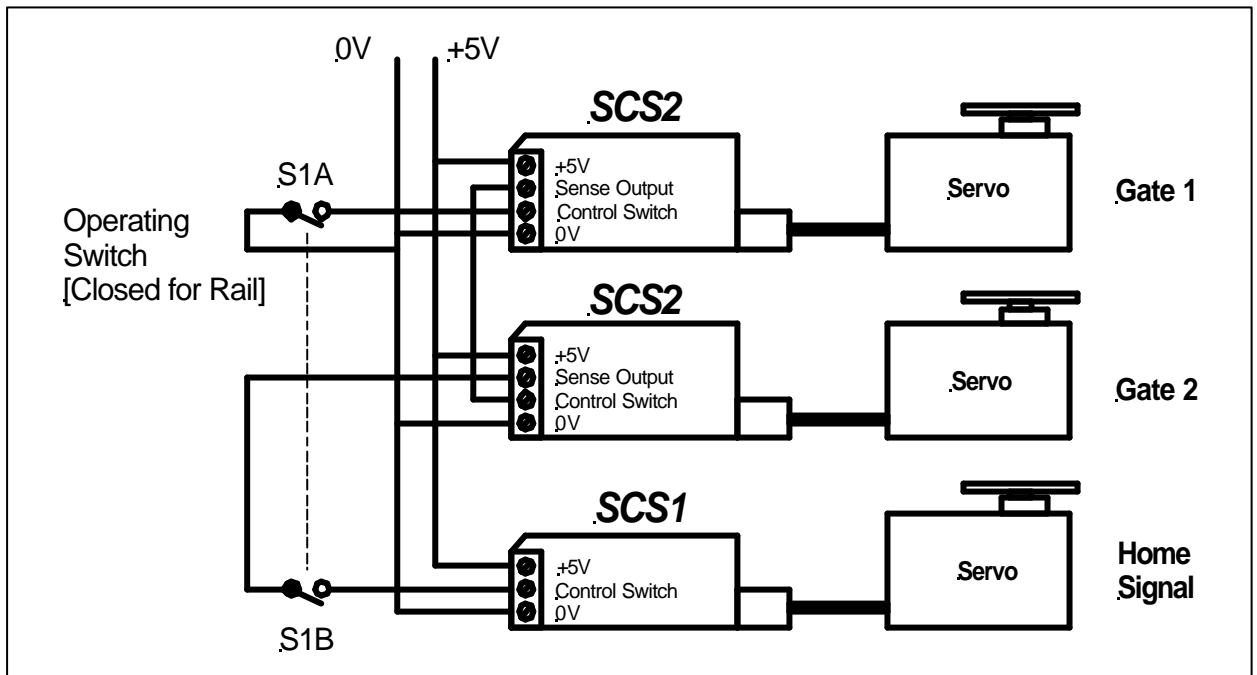 0V
+5V
SCS2
+5V
Sense Output
Control Switch
0V
Servo
Gate 1
S1A
Operating
Switch
[Closed for Rail]
SCS2
+5V
Sense Output
Control Switch
0V
Servo
Gate 2
SCS1
+5V
Control Switch
0V
Servo
Home
Signal
S1B